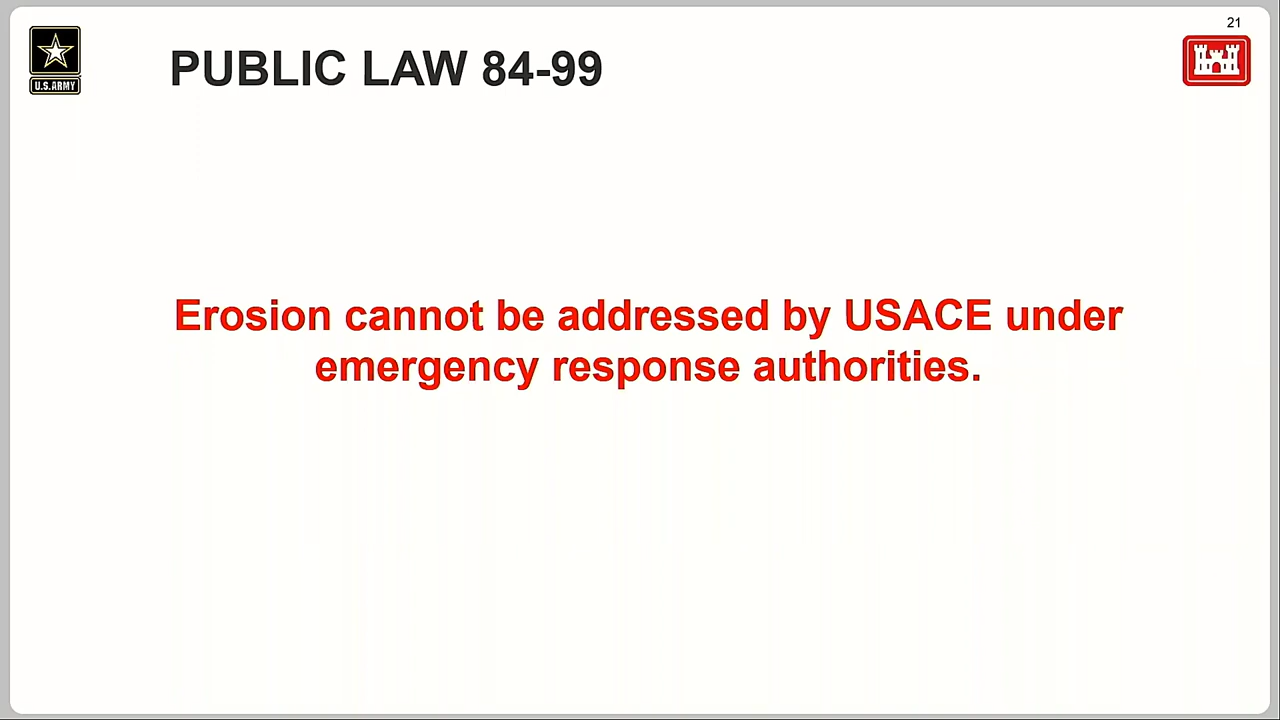 21
PUBLIC LAW 84-99
U.S.ARMY
Erosion cannot be addressed by USACE under
emergency response authorities.